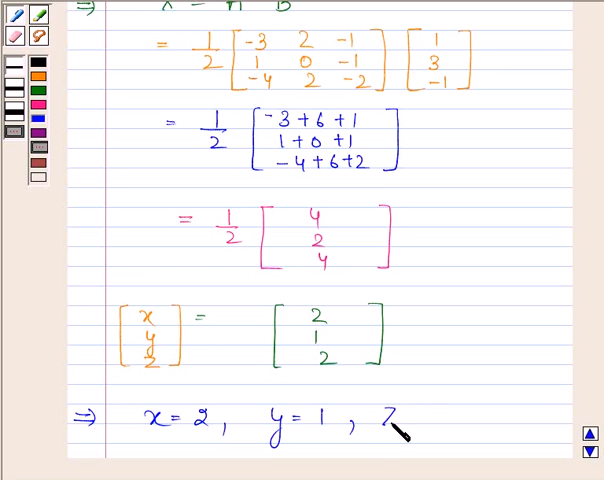 = 1/2 [-3 2 -1; 1 0 -1; -4 2 -2] [1; 3; -1]
= 1/2 [-3+6+1; 1+0+1; -4+6+2]
= 1/2 [4; 2; 4]
[x; y; z] = [2; 1; 2]
⇒ x = 2, y = 1, z